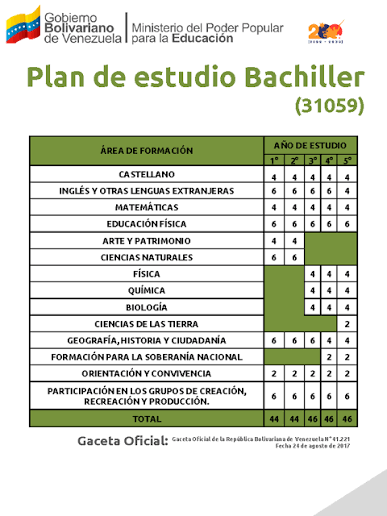 Gobierno
Bolivariano
de Venezuela
Ministerio del Poder Popular
para la Educación
Plan de estudio Bachiller
(31059)
ÁREA DE FORMACIÓN AÑO DE ESTUDIO
1° 2° 3° 4° 5°
CASTELLANO 4 4 4 4 4
INGLÉS Y OTRAS LENGUAS EXTRANJERAS 6 6 6 6 4
MATEMÁTICAS 4 4 4 4 4
EDUCACIÓN FÍSICA 6 6 6 6 6
ARTE Y PATRIMONIO 4 4
CIENCIAS NATURALES 6 6
FÍSICA 4 4 4
QUÍMICA 4 4 4
BIOLOGÍA 4 4 4
CIENCIAS DE LAS TIERRA 2
GEOGRAFÍA, HISTORIA Y CIUDADANÍA 6 6 6 4 4
FORMACIÓN PARA LA SOBERANÍA NACIONAL 2 2
ORIENTACIÓN Y CONVIVENCIA 2 2 2 2 2
PARTICIPACIÓN EN LOS GRUPOS DE CREACIÓN,
RECREACIÓN Y PRODUCCIÓN. 6 6 6 6 6
TOTAL 44 44 46 46 46
Gaceta Oficial: Gaceta Oficial de la República Bolivariana de Venezuela N° 41.221
Fecha 24 de agosto de 2017